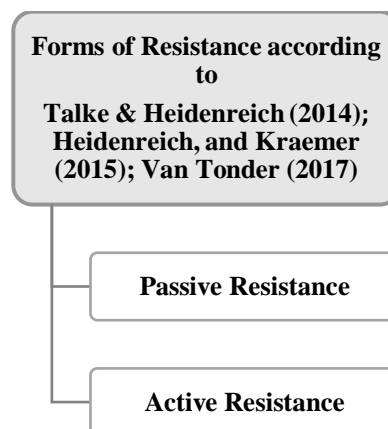 Forms of Resistance according
to
Talke & Heidenreich (2014);
Heidenreich, and Kraemer
(2015); Van Tonder (2017)
Passive Resistance
Active Resistance